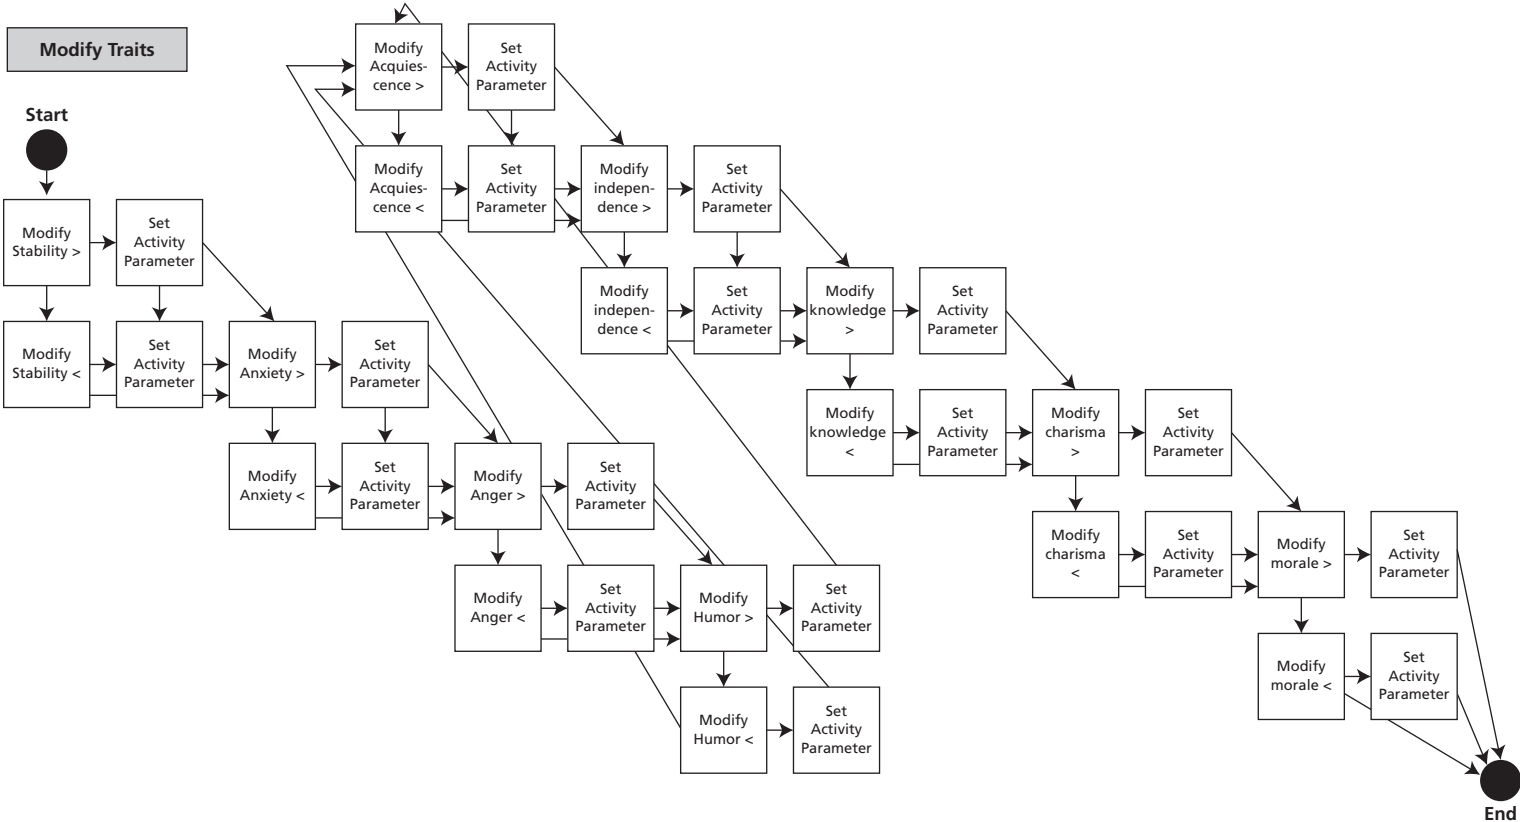 Modify Traits
Start
Modify
Stability >
Set
Activity
Parameter
Modify
Stability <
Set
Activity
Parameter
Modify
Anxiety >
Set
Activity
Parameter
Modify
Anxiety <
Set
Activity
Parameter
Modify
Anger >
Set
Activity
Parameter
Modify
Anger <
Set
Activity
Parameter
Modify
Humor >
Set
Activity
Parameter
Modify
Humor <
Set
Activity
Parameter
Modify
Acquies-
cence >
Set
Activity
Parameter
Modify
Acquies-
cence <
Set
Activity
Parameter
Modify
indepen-
dence >
Set
Activity
Parameter
Modify
indepen-
dence <
Set
Activity
Parameter
Modify
knowledge
>
Set
Activity
Parameter
Modify
knowledge
<
Set
Activity
Parameter
Modify
charisma
>
Set
Activity
Parameter
Modify
charisma
<
Set
Activity
Parameter
Modify
morale >
Set
Activity
Parameter
Modify
morale <
Set
Activity
Parameter
End